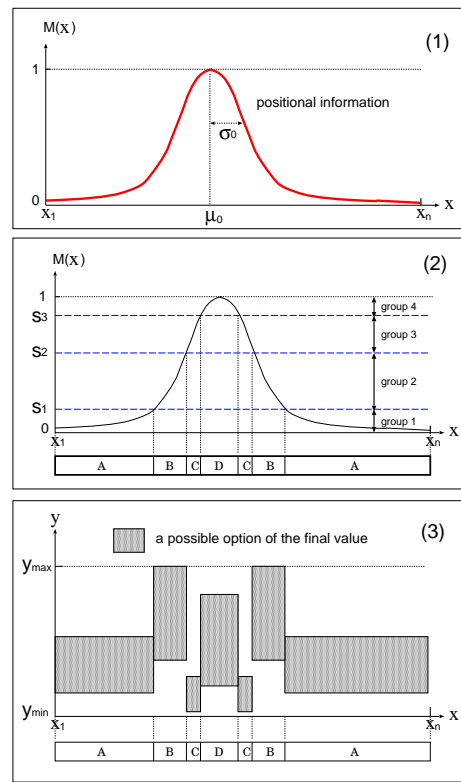 M(x)
(1)
1
positional information
σ0
0
x1
μ0
xn
x
M(x)
(2)
1
group 4
S3
group 3
S2
group 2
S1
group 1
0
x1
xn
x
A B C D C B A
y
(3)
a possible option of the final value
ymax
ymin
x1
xn
x
A B C D C B A